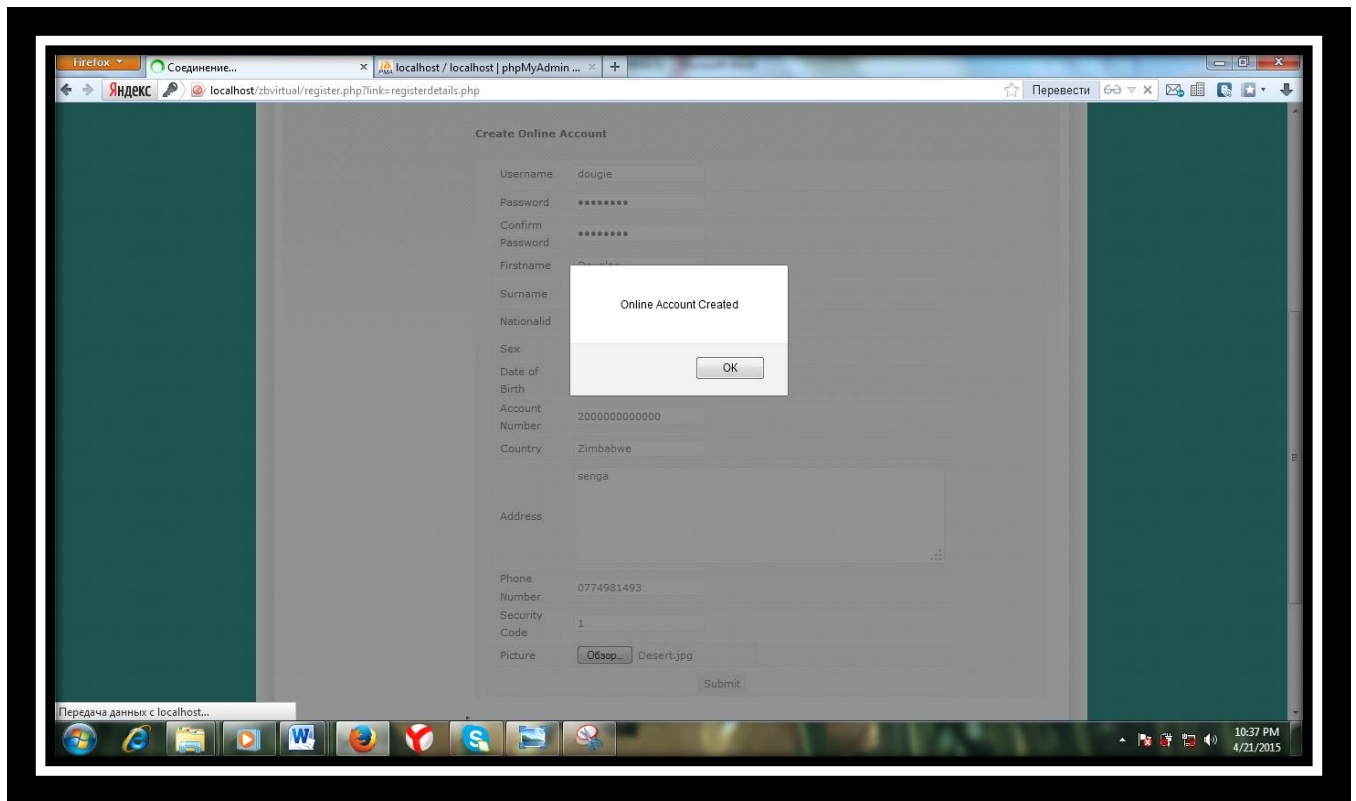 Firefox
Соединение...
localhost / localhost | phpMyAdmin ...
Яндекс
localhost/zbvirtual/register.php?link=registerdetails.php
Перевести
Create Online Account
Username dougie
Password ••••••••
Confirm
Password ••••••••
Firstname
Surname
Nationalid
Sex
Date of
Birth
Online Account Created
OK
Account
Number 2000000000000
Country Zimbabwe
senga
Address
Phone
Number 0774981493
Security
Code 1
Picture Обзор... Desert.jpg
Submit
Передача данных с localhost...
10:37 PM
4/21/2015